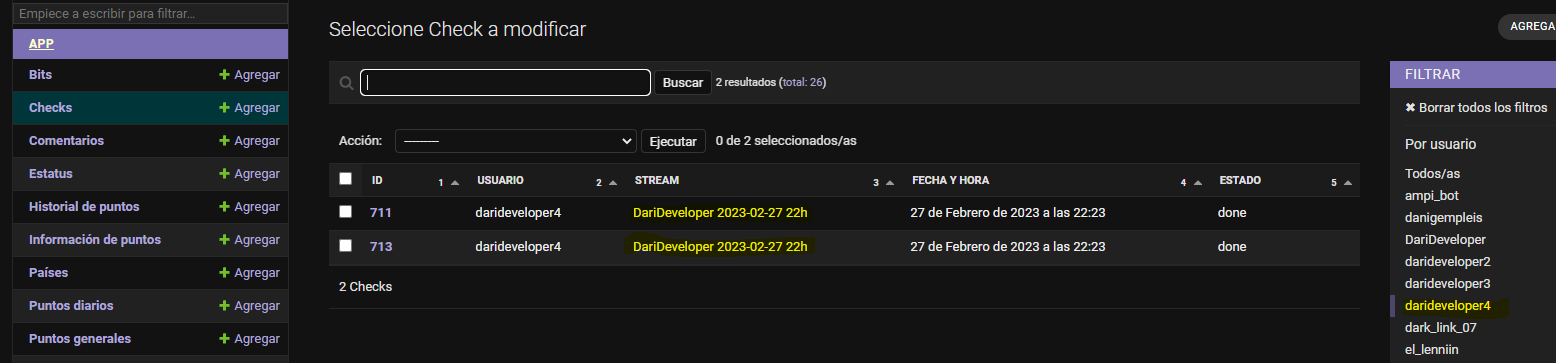 Empiece a escribir para filtrar...
APP
Bits + Agregar
Checks + Agregar
Comentarios + Agregar
Estatus + Agregar
Historial de puntos + Agregar
Información de puntos + Agregar
Países + Agregar
Puntos diarios + Agregar
Puntos generales + Agregar
Seleccione Check a modificar
AGREGA
Buscar 2 resultados (total: 26)
Acción: --------- Ejecutar 0 de 2 seleccionados/as
ID 1 USUARIO 2 STREAM 3 FECHA Y HORA 4 ESTADO 5
711 darideveloper4 DariDeveloper 2023-02-27 22h 27 de Febrero de 2023 a las 22:23 done
713 darideveloper4 DariDeveloper 2023-02-27 22h 27 de Febrero de 2023 a las 22:23 done
2 Checks
FILTRAR
✖ Borrar todos los filtros
Por usuario
Todos/as
ampi_bot
danigempleis
DariDeveloper
darideveloper2
darideveloper3
darideveloper4
dark_link_07
el_lenniin